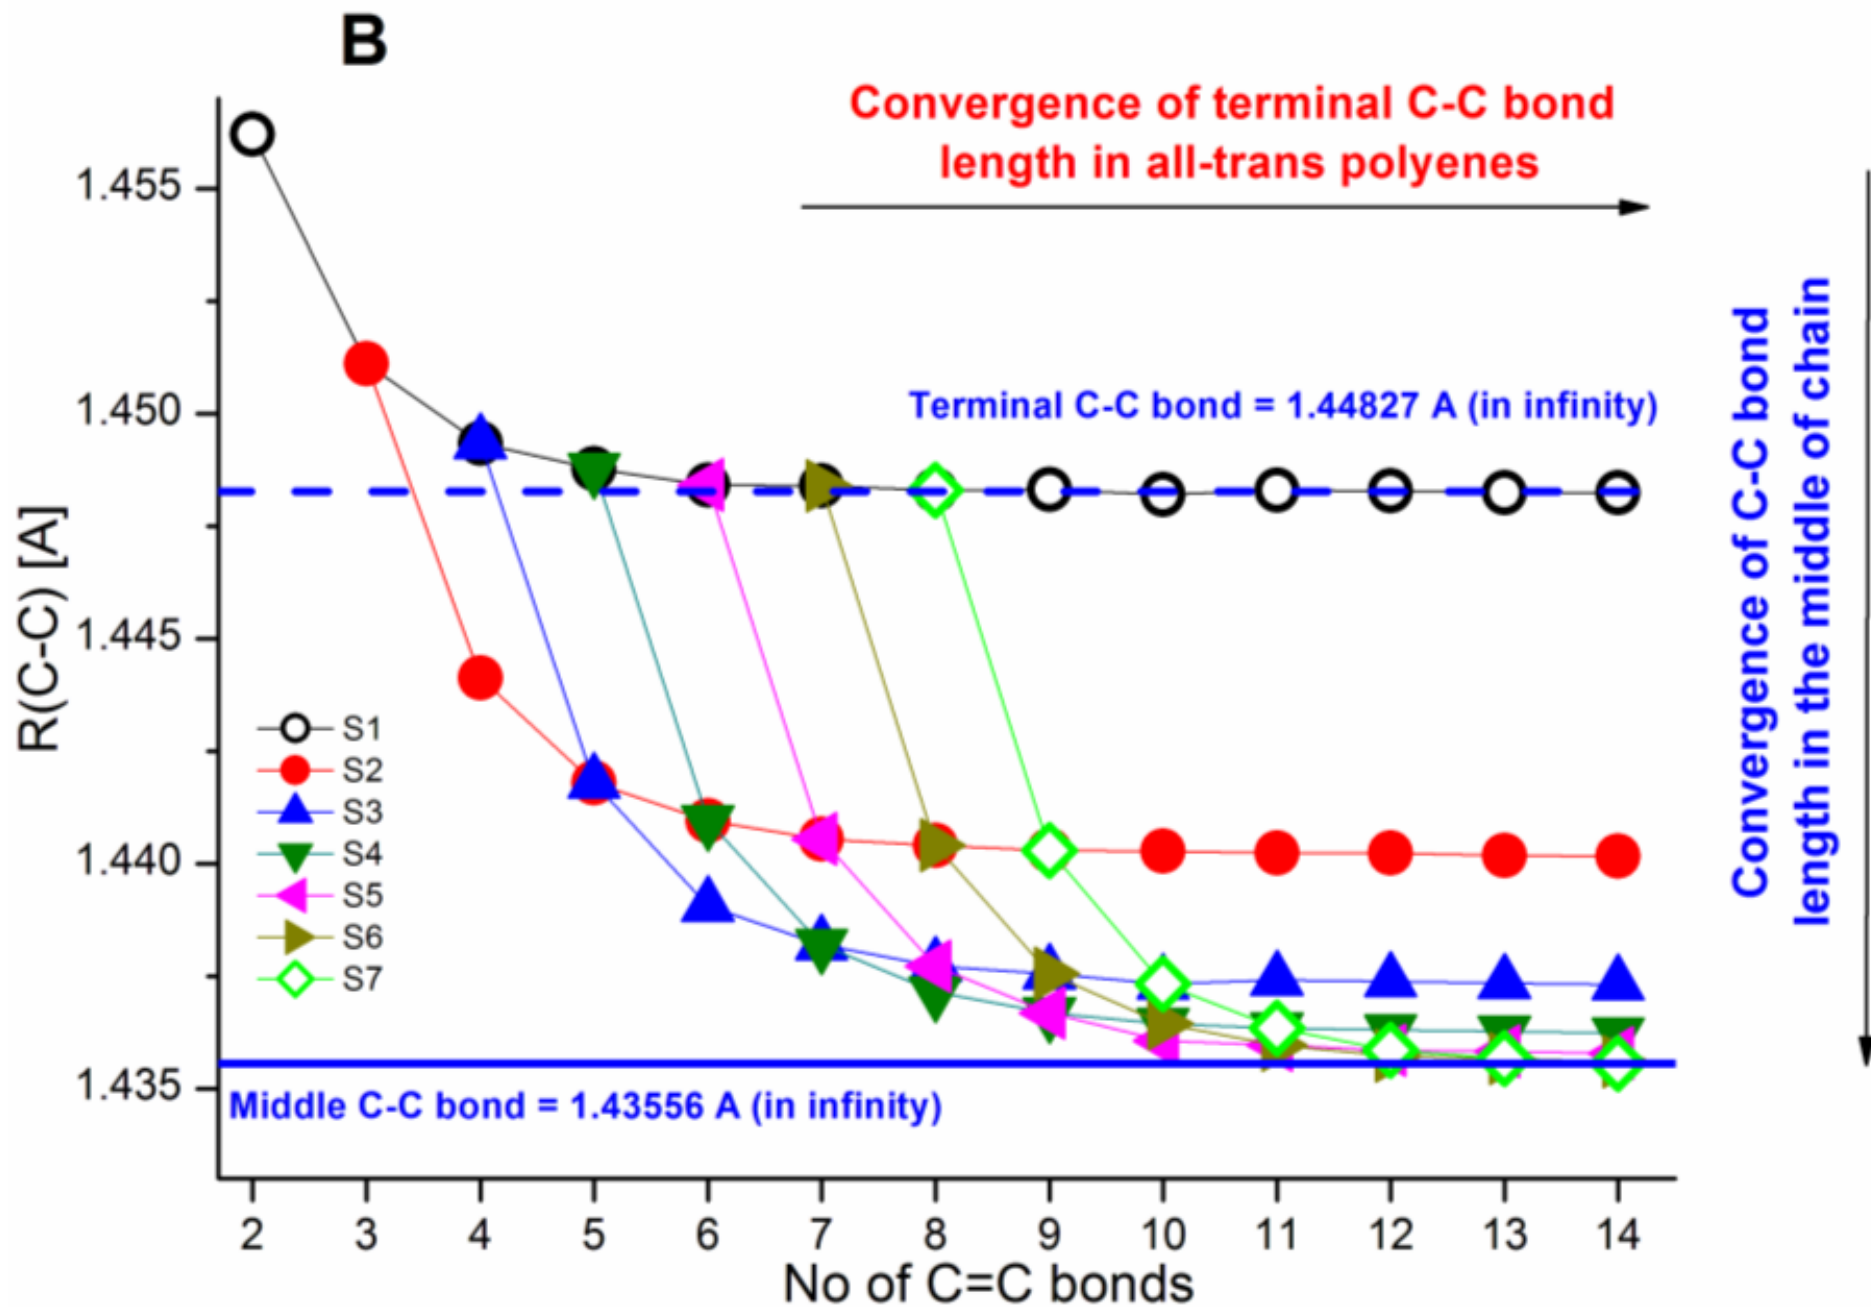 B
Convergence of terminal C-C bond
length in all-trans polyenes
Terminal C-C bond = 1.44827 A (in infinity)
Convergence of C-C bond
length in the middle of chain
R(C-C) [A]
1.455
1.450
1.445
1.440
1.435
S1
S2
S3
S4
S5
S6
S7
Middle C-C bond = 1.43556 A (in infinity)
2 3 4 5 6 7 8 9 10 11 12 13 14
No of C=C bonds